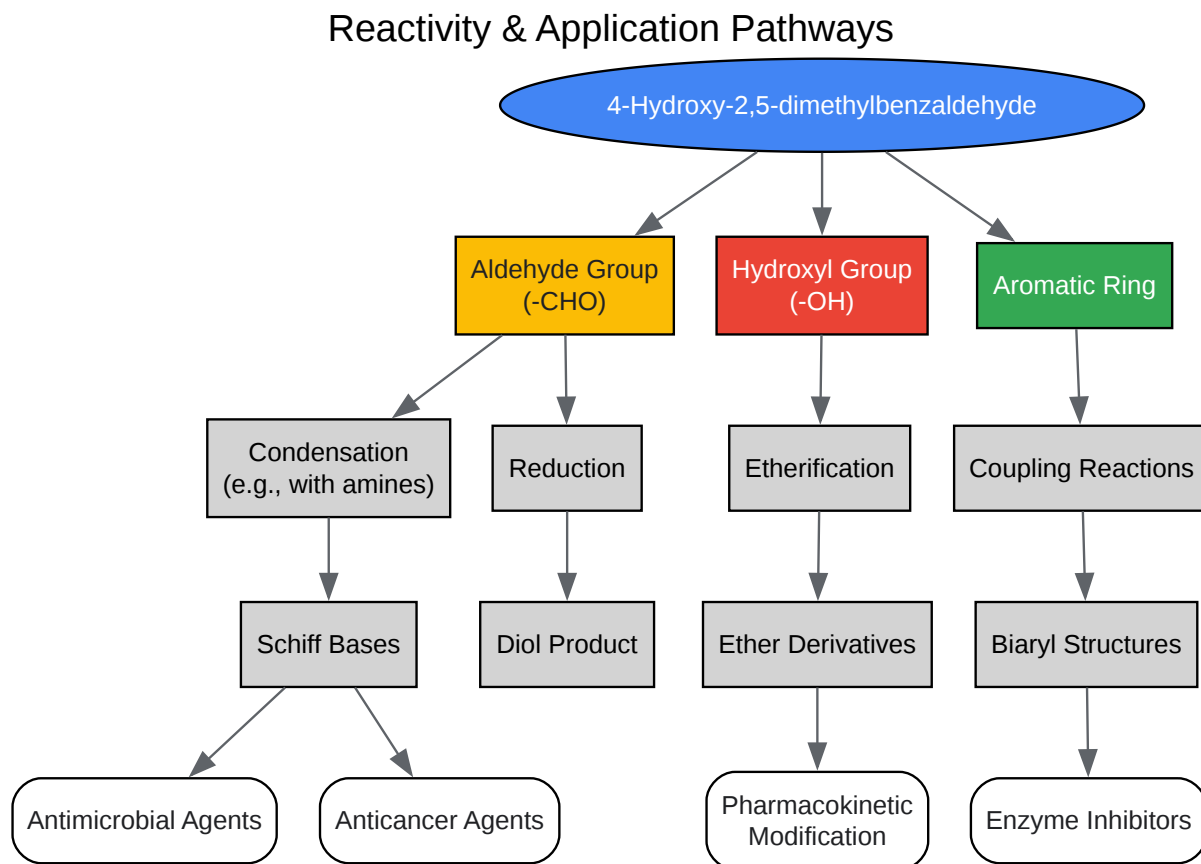 Reactivity & Application Pathways
4-Hydroxy-2,5-dimethylbenzaldehyde
Aldehyde Group
(-CHO)
Hydroxyl Group
(-OH)
Aromatic Ring
Condensation
(e.g., with amines)
Reduction
Etherification
Coupling Reactions
Schiff Bases
Diol Product
Ether Derivatives
Biaryl Structures
Antimicrobial Agents
Anticancer Agents
Pharmacokinetic
Modification
Enzyme Inhibitors